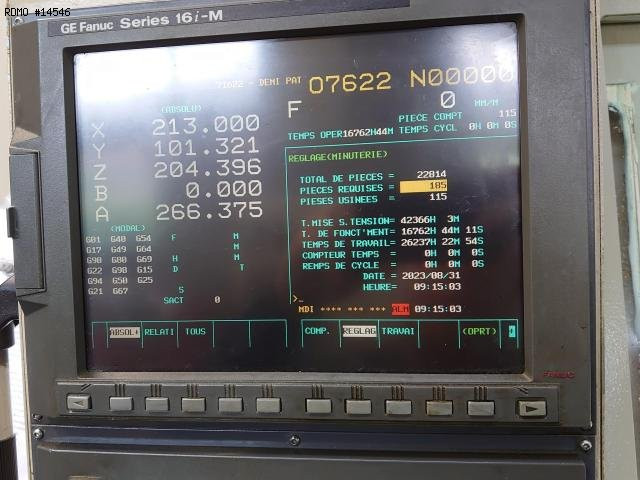 ROMO #14546
GE Fanuc Series 16i-M
71622 - DEMI PAT O7622 N00000
(ABSOLU)
X 213.000
Y 101.321
Z 204.396
B 0.000
A 266.375
F 0 MM/M
PIECE COMPT 115
TEMPS OPER 16762H44M TEMPS CYCL 0H 0M 0S
(MODAL)
G01 G40 G54 F M
G17 G49 G64 M
G90 G80 G69 H M
G22 G98 G15 D T
G94 G50 G25
G21 G67 S
SACT 0
REGLAGE(MINUTERIE)
TOTAL DE PIECES = 22814
PIECES REQUISES = 185
PIESES USINEES = 115
T.MISE S.TENSION= 42366H 3M
T. DE FONCT'MENT= 16762H 44M 11S
TEMPS DE TRAVAIL= 26237H 22M 54S
COMPTEUR TEMPS = 0H 0M 0S
REMPS DE CYCLE = 0H 0M 0S
DATE = 2023/08/31
HEURE= 09:15:03
>_
MDI **** *** *** ALM 09:15:03
ABSOL+ RELATI TOUS COMP. REGLAG TRAVAI (OPRT) +
FANUC